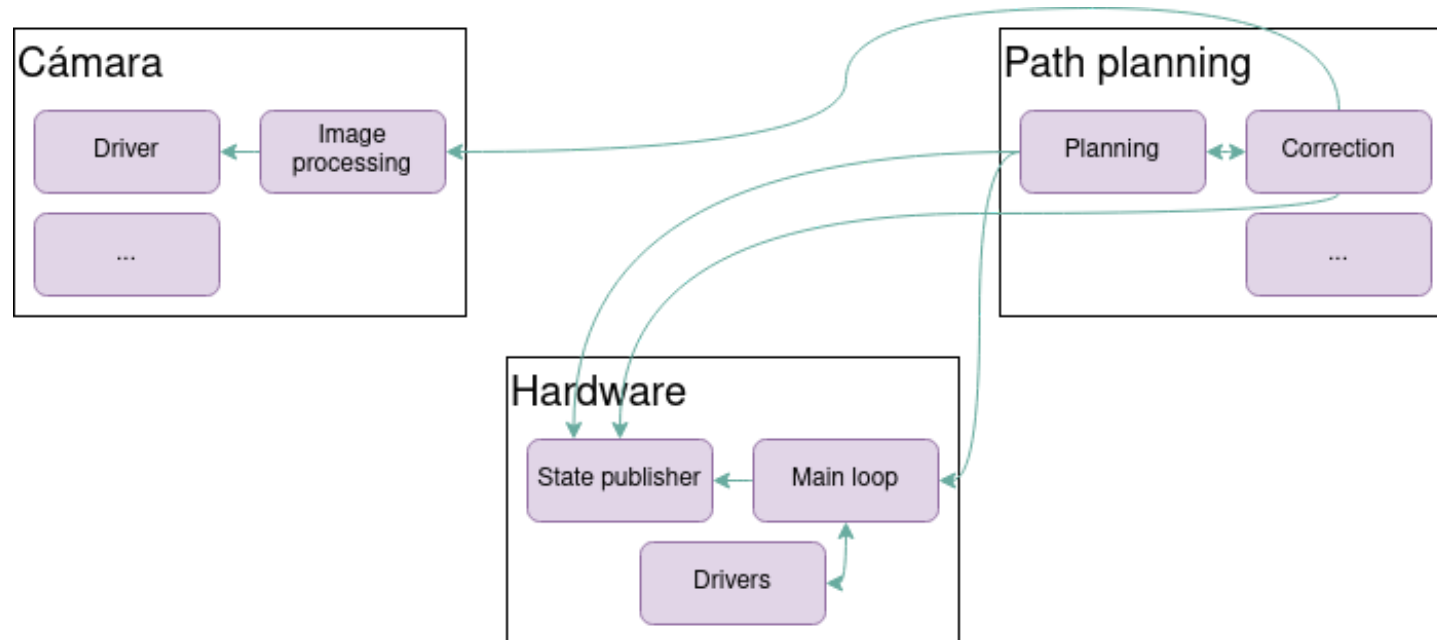 Cámara
Driver
Image
processing
...
Path planning
Planning
Correction
...
Hardware
State publisher
Main loop
Drivers